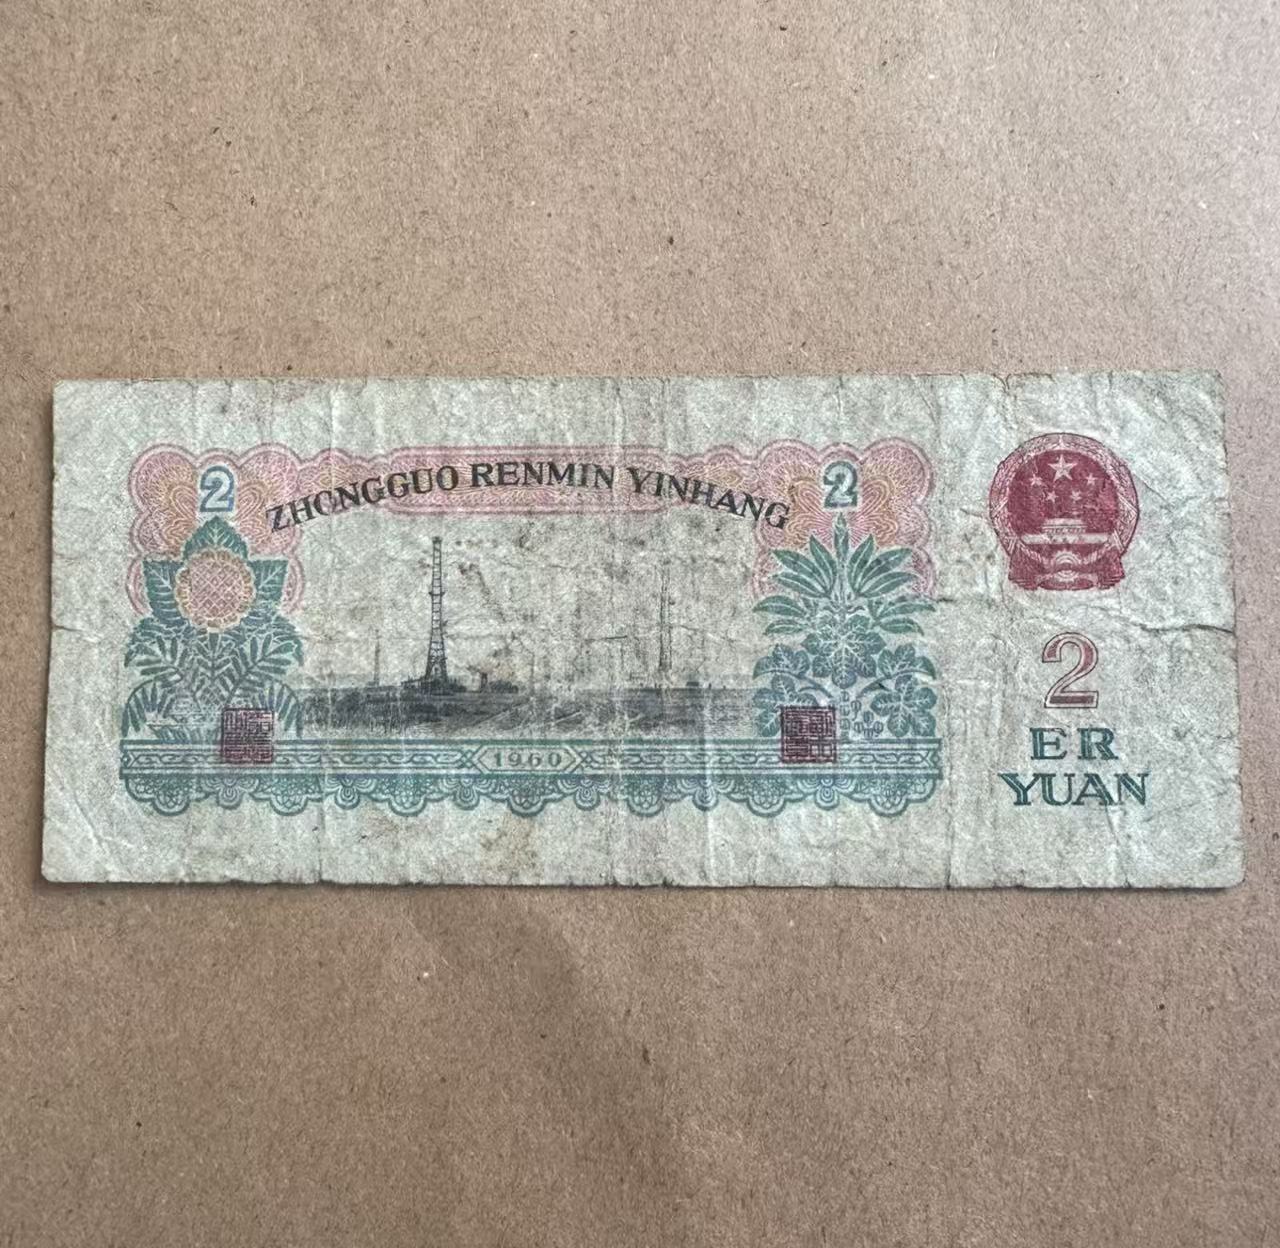 2
ZHONGGUO RENMIN YINHANG
2
2
ER
YUAN
1960